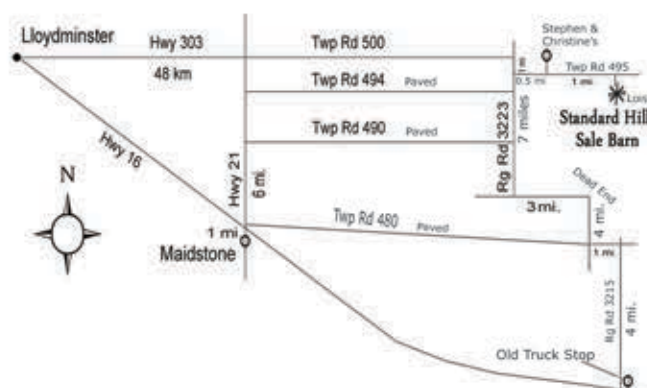 Stephen &
Christine's
Lloydminster
Hwy 303
Twp Rd 500
48 km
1 mi
Twp Rd 495
0.5 mi
1 mi
Twp Rd 494
Paved
Lois
Standard Hill
Sale Barn
Hwy 16
Twp Rd 490
Paved
Rg Rd 3223
7 miles
Hwy 21
6 mi.
N
Dead End
3 mi.
4 mi.
Twp Rd 480
Paved
1 mi
Maidstone
1 mi
Rg Rd 3215
4 mi.
Old Truck Stop